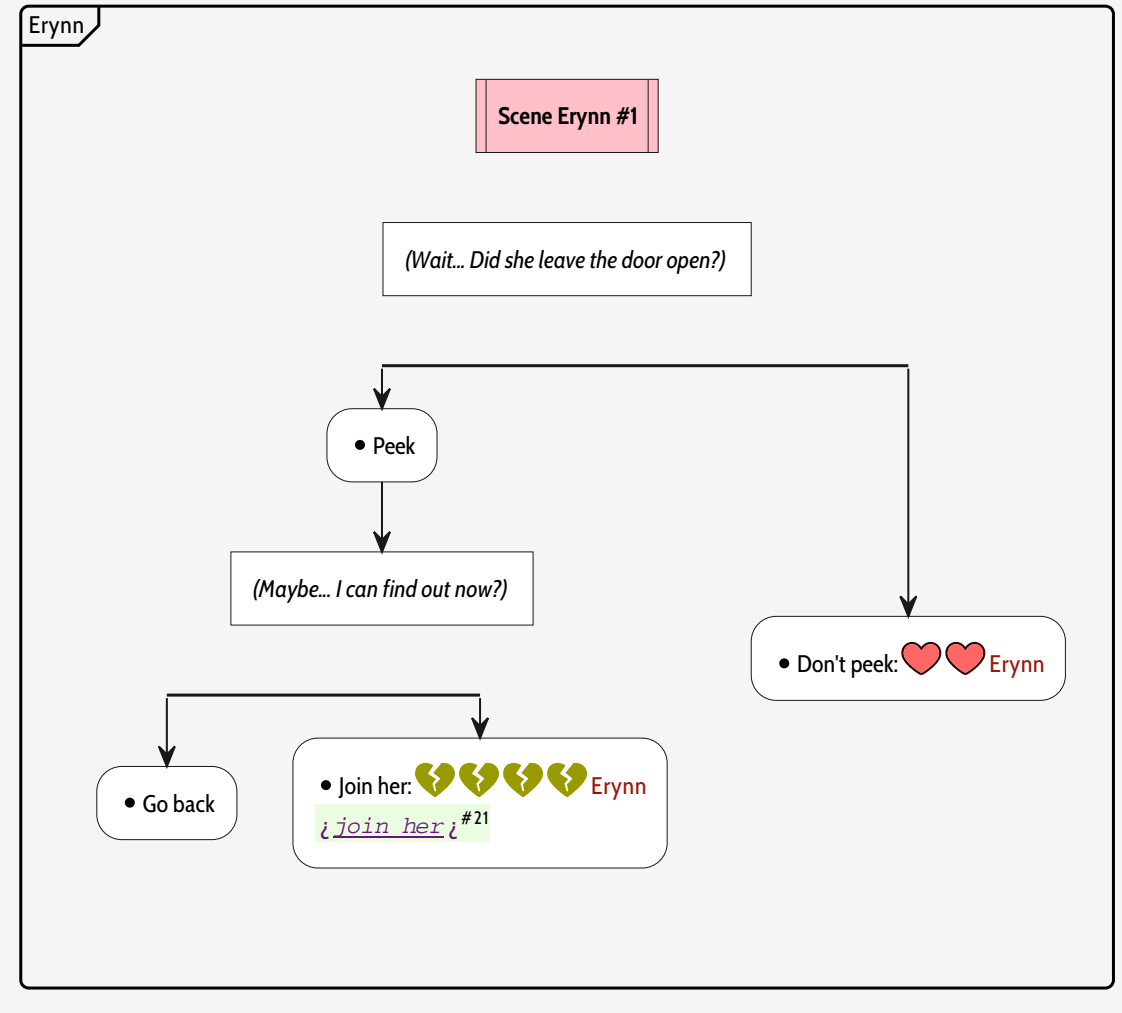 Erynn
Scene Erynn #1
(Wait... Did she leave the door open?)
• Peek
(Maybe... I can find out now?)
• Don't peek: Erynn
• Go back
• Join her: Erynn
¿join her¿#21